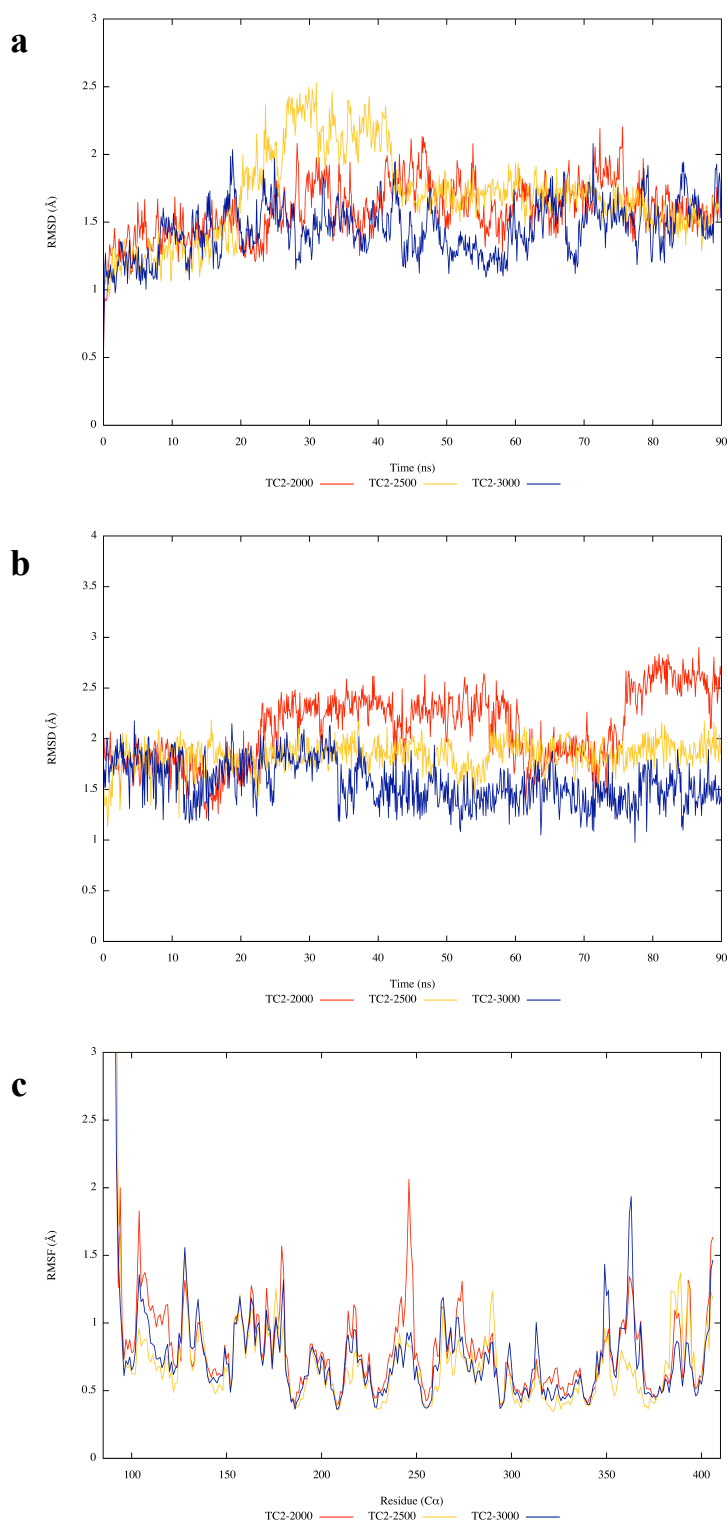 a
3
2.5
2
1.5
1
0.5
0
RMSD (Å)
0 10 20 30 40 50 60 70 80 90
Time (ns)
TC2-2000 TC2-2500 TC2-3000
b
4
3.5
3
2.5
2
1.5
1
0.5
0
RMSD (Å)
0 10 20 30 40 50 60 70 80 90
Time (ns)
TC2-2000 TC2-2500 TC2-3000
c
3
2.5
2
1.5
1
0.5
0
RMSF (Å)
100 150 200 250 300 350 400
Residue (Cα)
TC2-2000 TC2-2500 TC2-3000